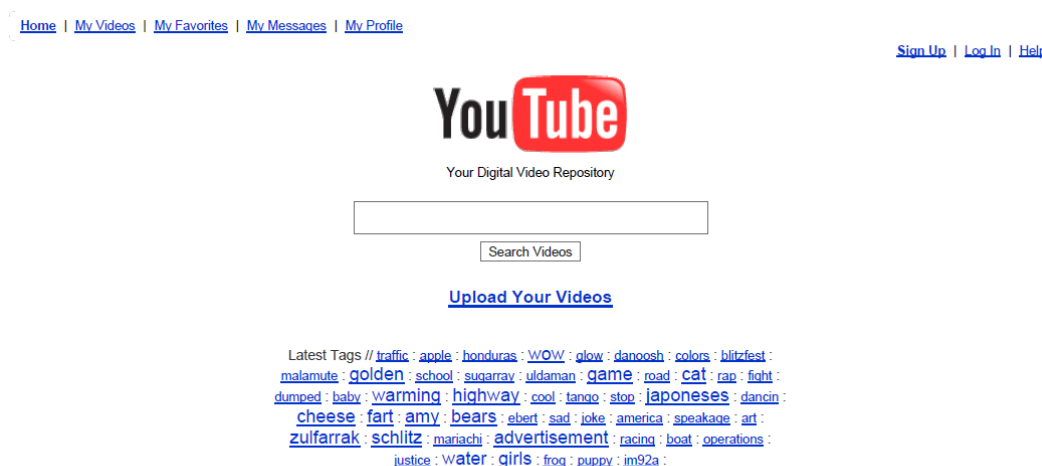 Home | My Videos | My Favorites | My Messages | My Profile
Sign Up | Log In | Help
YouTube
Your Digital Video Repository
Search Videos
Upload Your Videos
Latest Tags // traffic : apple : honduras : wow : glow : danoosh : colors : blitzfest :
malamute : golden : school : sugarray : uldaman : game : road : cat : rap : fight :
dumped : baby : warming : highway : cool : tango : stop : japoneses : dancin :
cheese : fart : amy : bears : ebert : sad : joke : america : speakage : art :
zulfarrak : schlitz : mariachi : advertisement : racing : boat : operations :
justice : water : girls : frog : puppy : im92a :